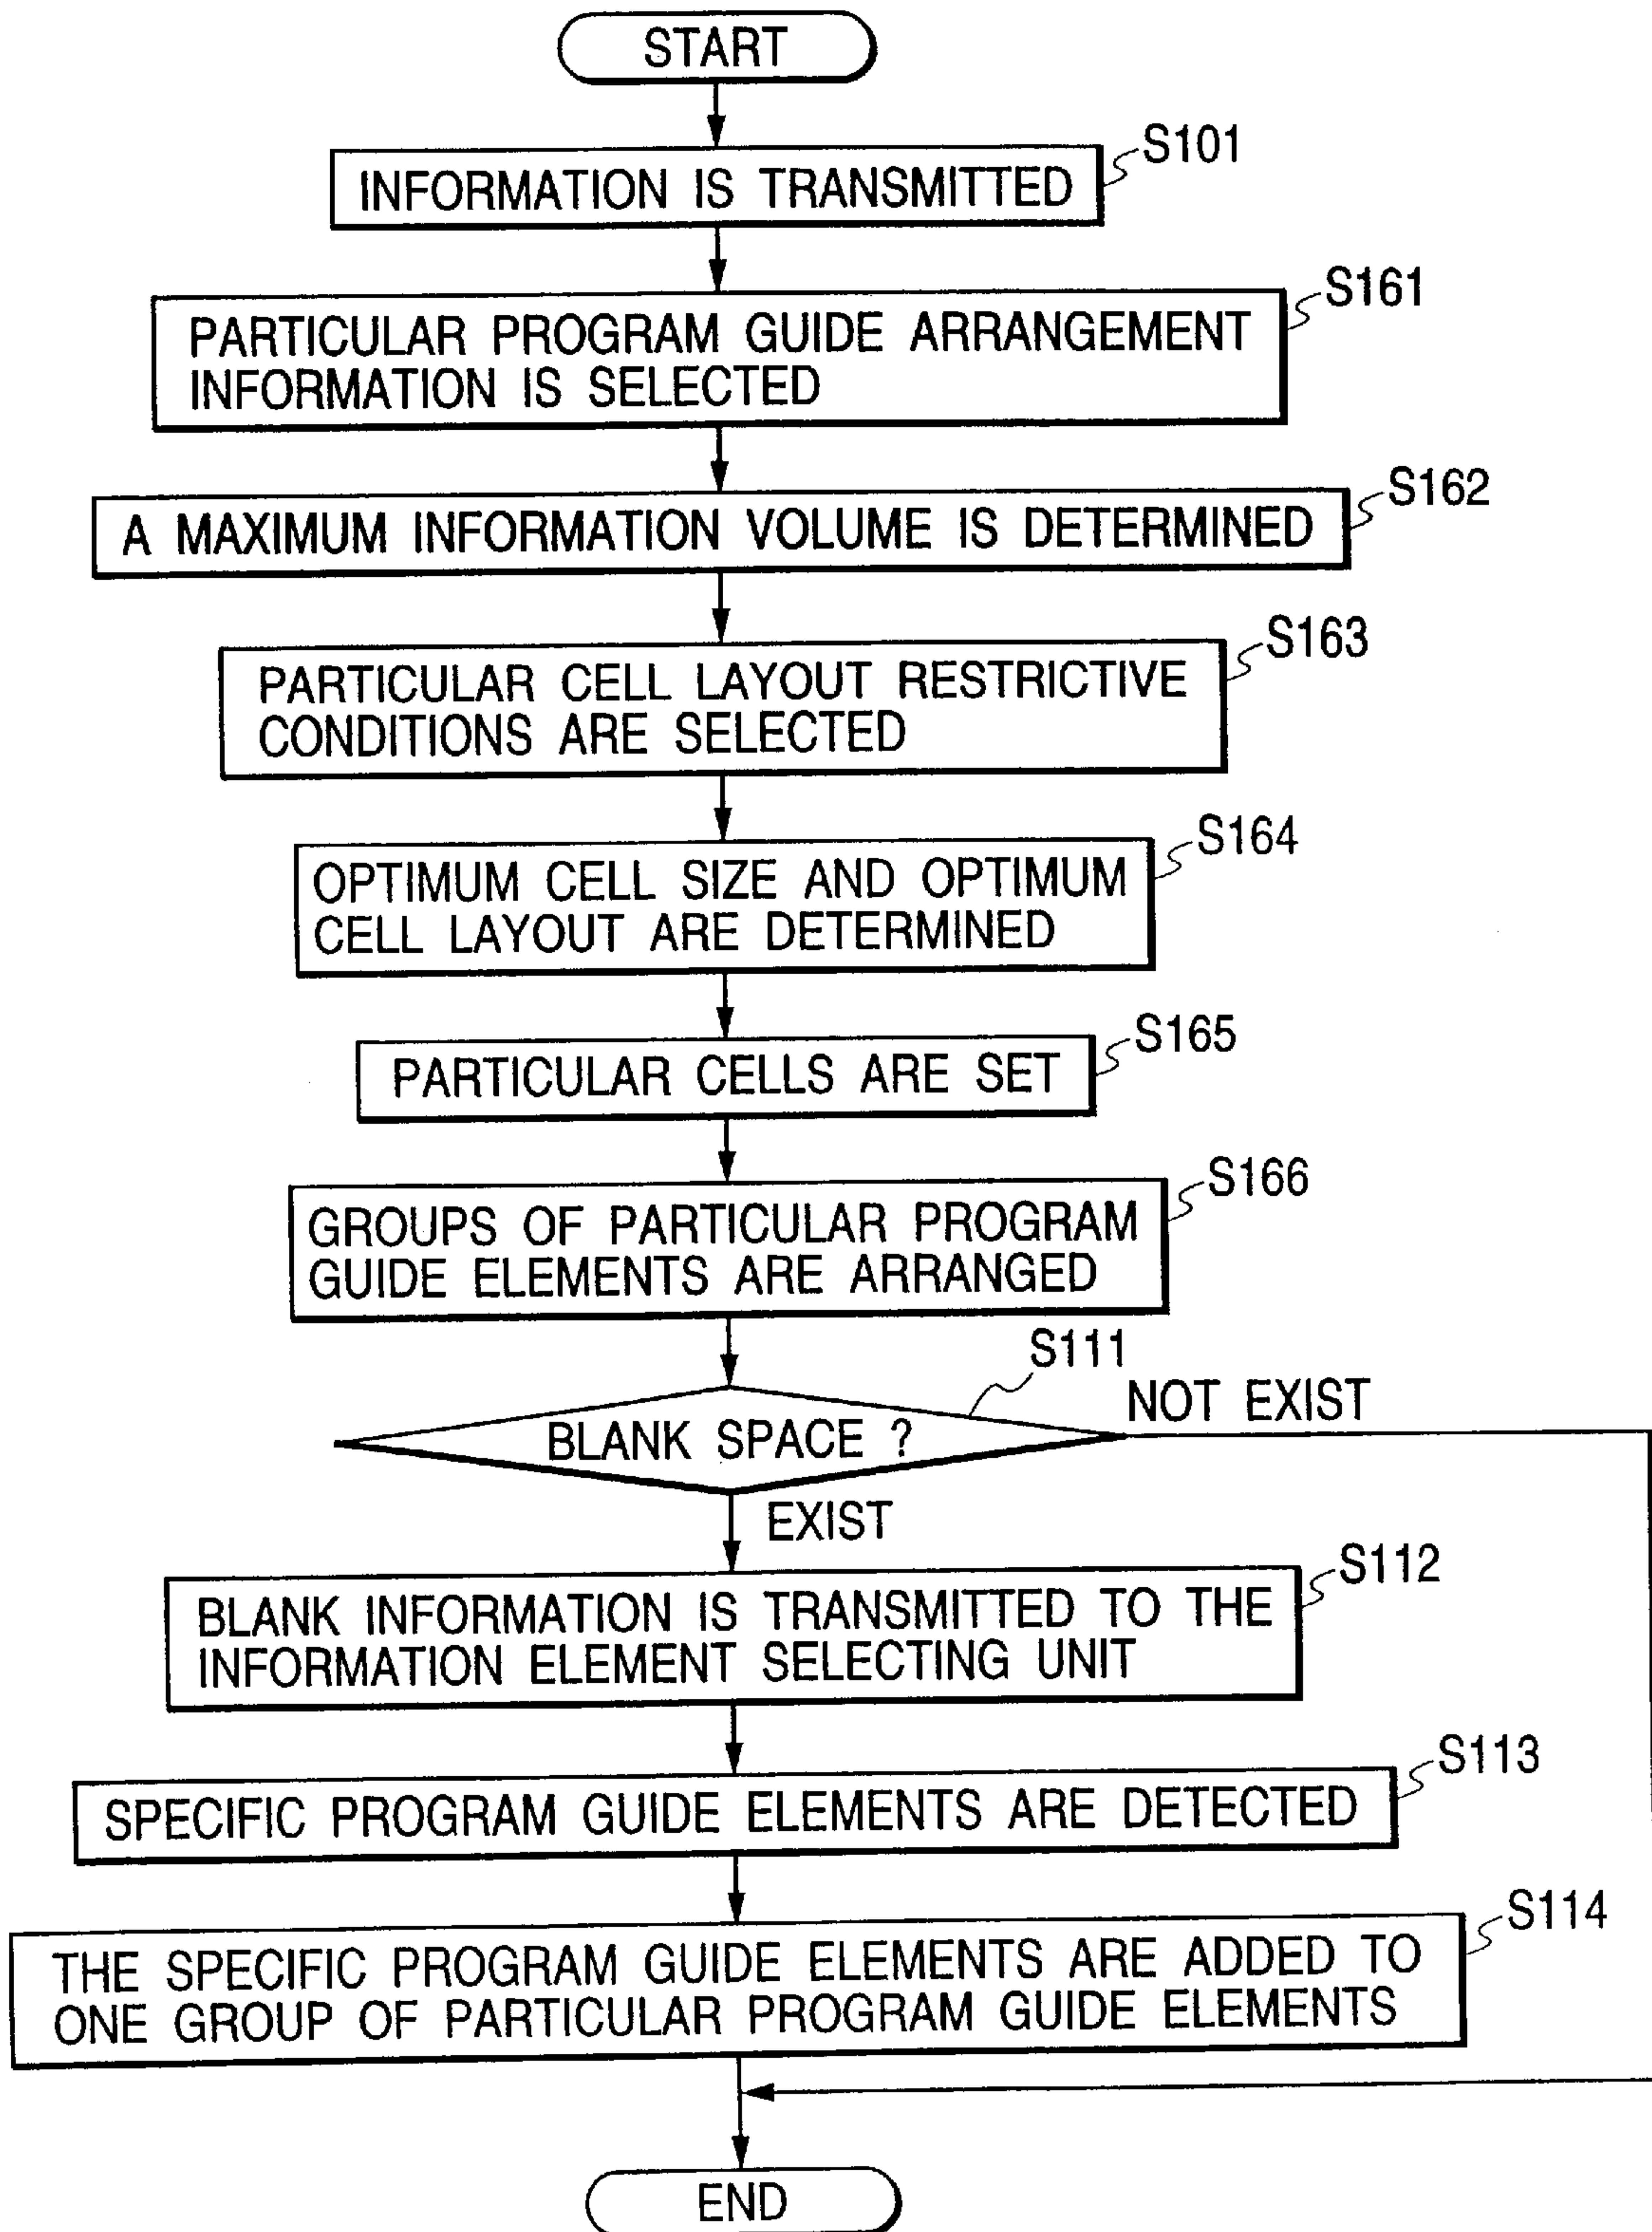 START
S101
INFORMATION IS TRANSMITTED
S161
PARTICULAR PROGRAM GUIDE ARRANGEMENT
INFORMATION IS SELECTED
S162
A MAXIMUM INFORMATION VOLUME IS DETERMINED
S163
PARTICULAR CELL LAYOUT RESTRICTIVE
CONDITIONS ARE SELECTED
S164
OPTIMUM CELL SIZE AND OPTIMUM
CELL LAYOUT ARE DETERMINED
S165
PARTICULAR CELLS ARE SET
S166
GROUPS OF PARTICULAR PROGRAM
GUIDE ELEMENTS ARE ARRANGED
S111
NOT EXIST
BLANK SPACE ?
EXIST
S112
BLANK INFORMATION IS TRANSMITTED TO THE
INFORMATION ELEMENT SELECTING UNIT
S113
SPECIFIC PROGRAM GUIDE ELEMENTS ARE DETECTED
S114
THE SPECIFIC PROGRAM GUIDE ELEMENTS ARE ADDED TO
ONE GROUP OF PARTICULAR PROGRAM GUIDE ELEMENTS
END